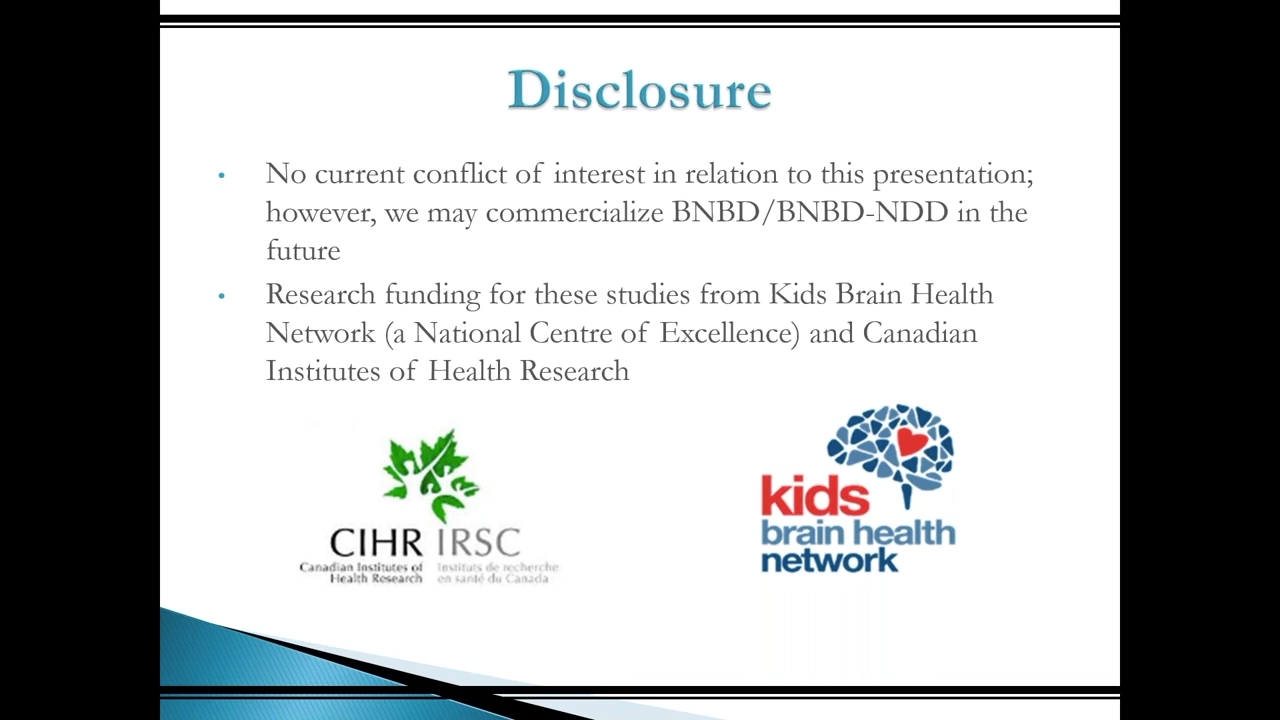 Disclosure
• No current conflict of interest in relation to this presentation;
however, we may commercialize BNBD/BNBD-NDD in the
future
• Research funding for these studies from Kids Brain Health
Network (a National Centre of Excellence) and Canadian
Institutes of Health Research
CIHR IRSC
Canadian Institutes of Instituts de recherche
Health Research en santé du Canada
kids
brain health
network